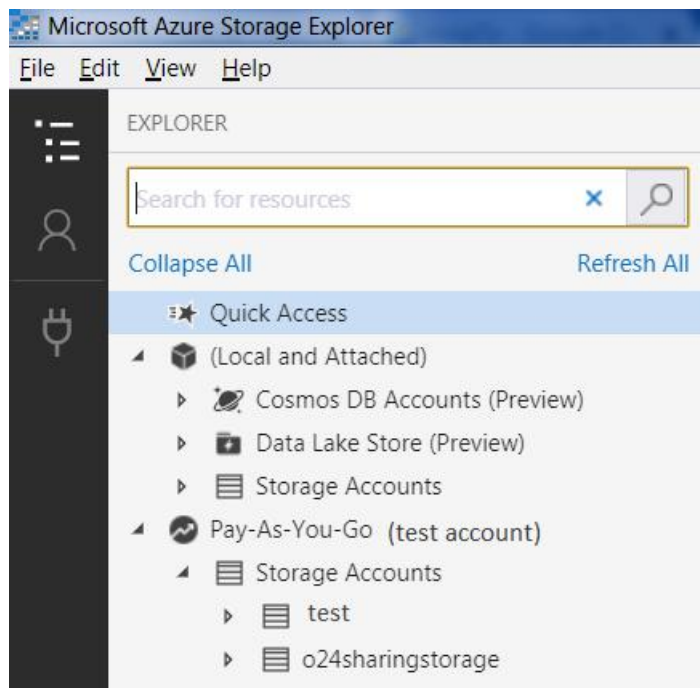 Microsoft Azure Storage Explorer
File Edit View Help
EXPLORER
Search for resources
Collapse All Refresh All
Quick Access
(Local and Attached)
Cosmos DB Accounts (Preview)
Data Lake Store (Preview)
Storage Accounts
Pay-As-You-Go (test account)
Storage Accounts
test
o24sharingstorage